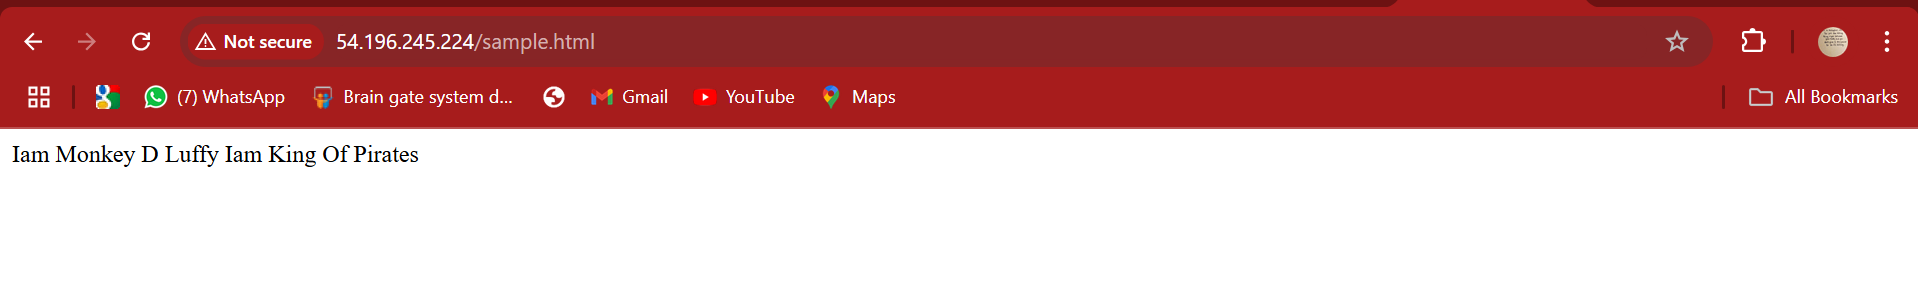 Not secure 54.196.245.224/sample.html
(7) WhatsApp Brain gate system d... Gmail YouTube Maps All Bookmarks
Iam Monkey D Luffy Iam King Of Pirates